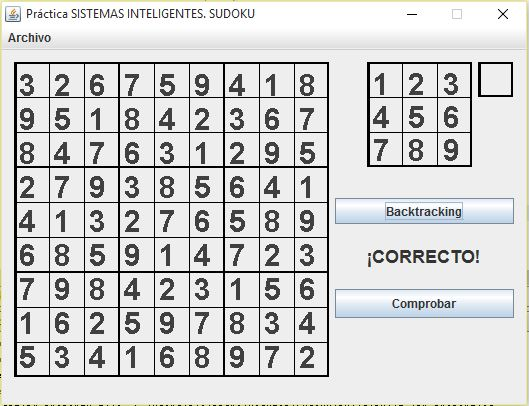 Práctica SISTEMAS INTELIGENTES. SUDOKU
Archivo
3 2 6 7 5 9 4 1 8
9 5 1 8 4 2 3 6 7
8 4 7 6 3 1 2 9 5
2 7 9 3 8 5 6 4 1
4 1 3 2 7 6 5 8 9
6 8 5 9 1 4 7 2 3
7 9 8 4 2 3 1 5 6
1 6 2 5 9 7 8 3 4
5 3 4 1 6 8 9 7 2
1 2 3
4 5 6
7 8 9
Backtracking
¡CORRECTO!
Comprobar